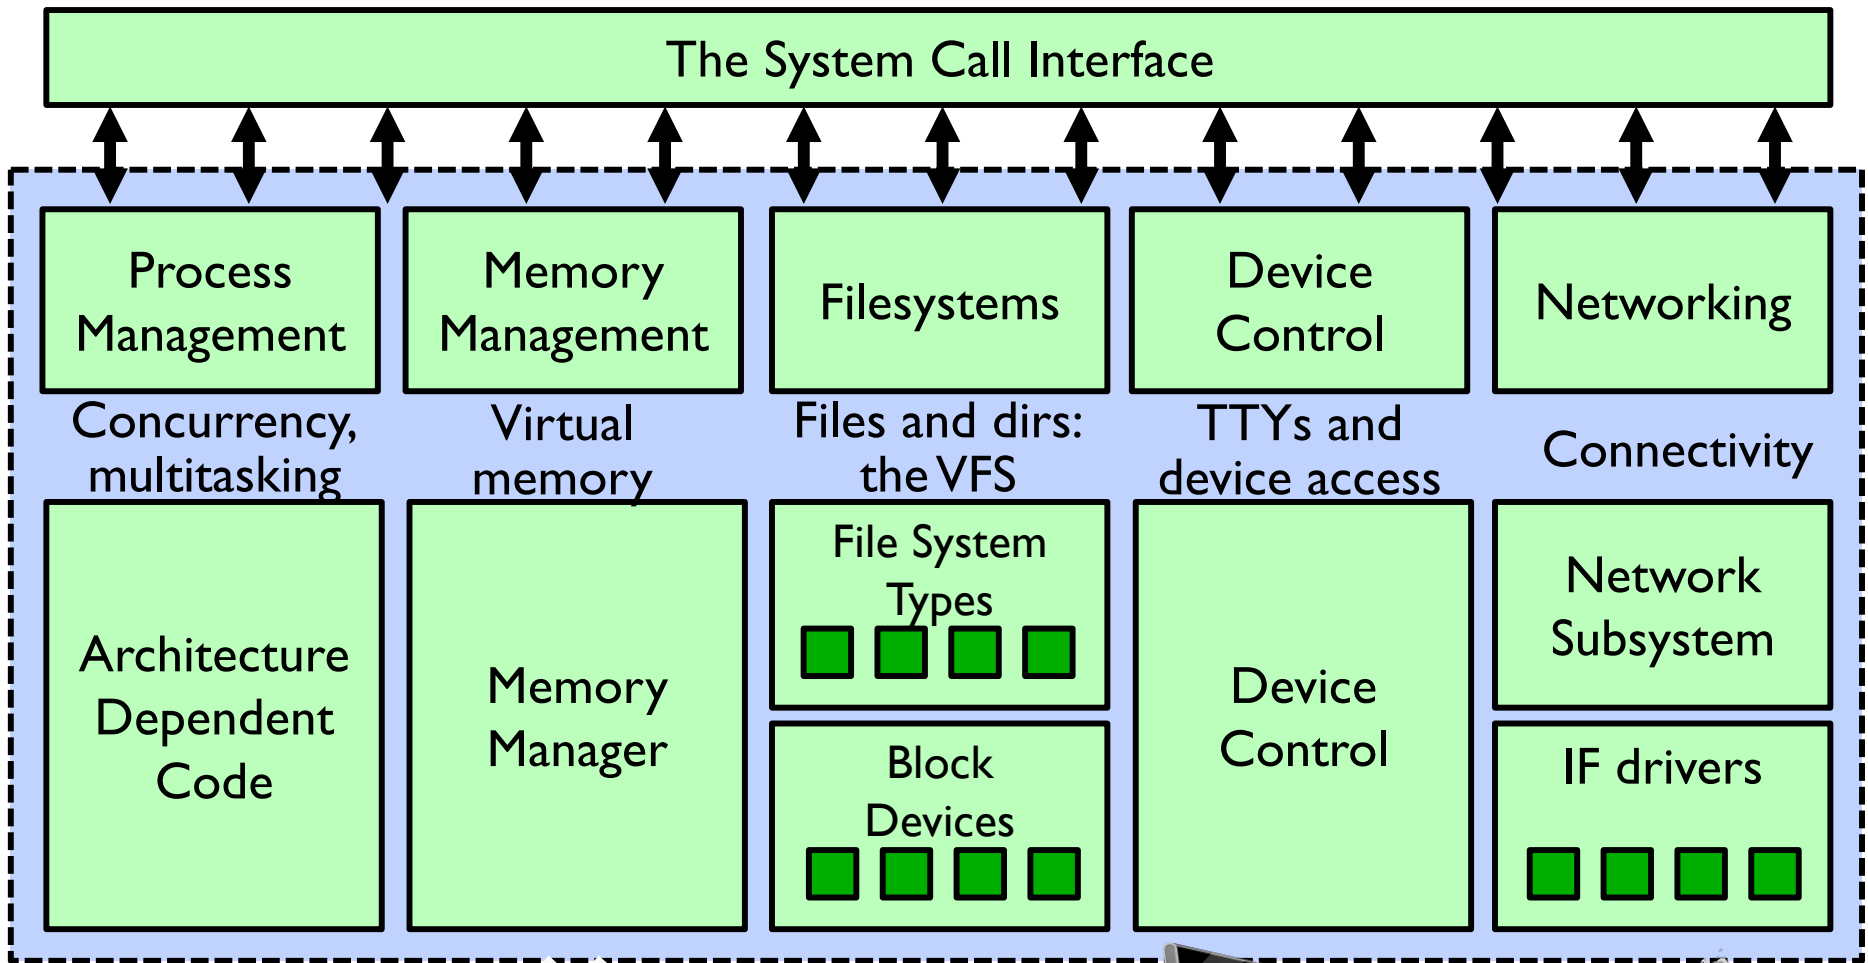 The System Call Interface
Process
Management
Memory
Management
Filesystems
Device
Control
Networking
Concurrency,
multitasking
Virtual
memory
Files and dirs:
the VFS
TTYs and
device access
Connectivity
Architecture
Dependent
Code
Memory
Manager
File System
Types
Block
Devices
Device
Control
Network
Subsystem
IF drivers